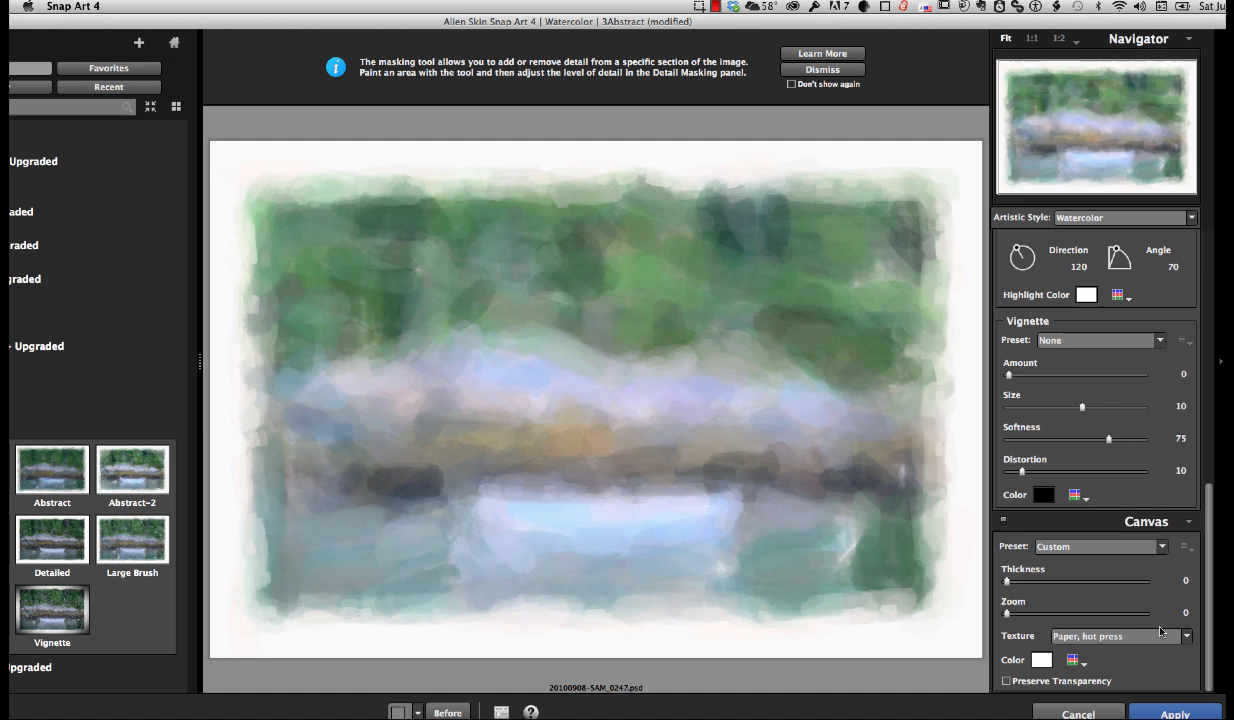 Snap Art 4
58°
7
Sat Ju
Alien Skin Snap Art 4 | Watercolor | 3Abstract (modified)
Favorites
Recent
Upgraded
aded
raded
graded
- Upgraded
Abstract
Abstract-2
Detailed
Large Brush
Vignette
pgraded
The masking tool allows you to add or remove detail from a specific section of the image.
Paint an area with the tool and then adjust the level of detail in the Detail Masking panel.
Learn More
Dismiss
Don't show again
20100908-SAM_0247.psd
Before
Fit
1:1
1:2
Navigator
Artistic Style: Watercolor
Direction
120
Angle
70
Highlight Color
Vignette
Preset: None
Amount
0
Size
10
Softness
75
Distortion
10
Color
Canvas
Preset: Custom
Thickness
0
Zoom
0
Texture Paper, hot press
Color
Preserve Transparency
Cancel
Apply